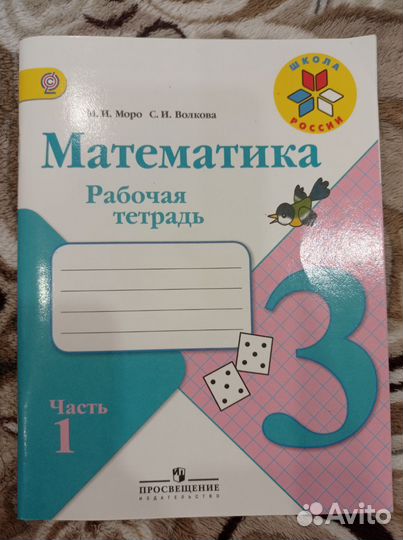 ШКОЛА
РОССИИ
М. И. Моро С. И. Волкова
Математика
Рабочая
тетрадь
3
Часть
1
ПРОСВЕЩЕНИЕ
ИЗДАТЕЛЬСТВО
Avito